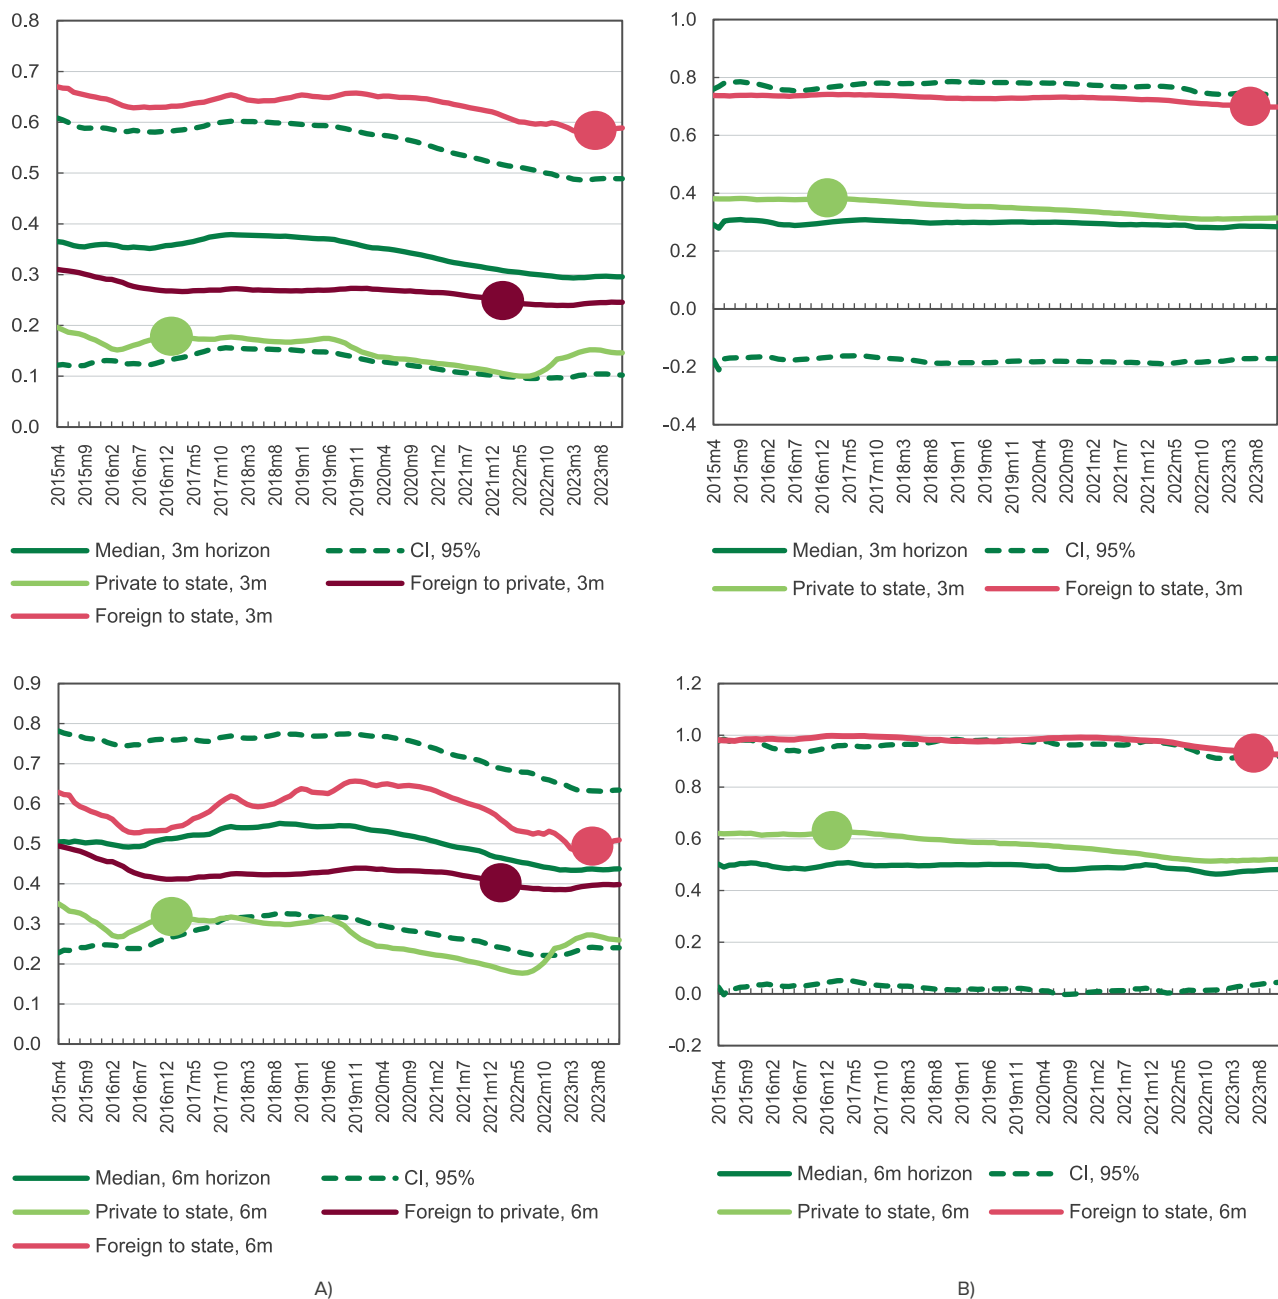 0.8
0.7
0.6
0.5
0.4
0.3
0.2
0.1
0.0
2015m4
2015m9
2016m2
2016m7
2016m12
2017m5
2017m10
2018m3
2018m8
2019m1
2019m6
2019m11
2020m4
2020m9
2021m2
2021m7
2021m12
2022m5
2022m10
2023m3
2023m8
Median, 3m horizon
CI, 95%
Private to state, 3m
Foreign to private, 3m
Foreign to state, 3m
1.0
0.8
0.6
0.4
0.2
0.0
-0.2
-0.4
2015m4
2015m9
2016m2
2016m7
2016m12
2017m5
2017m10
2018m3
2018m8
2019m1
2019m6
2019m11
2020m4
2020m9
2021m2
2021m7
2021m12
2022m5
2022m10
2023m3
2023m8
Median, 3m horizon
CI, 95%
Private to state, 3m
Foreign to state, 3m
0.9
0.8
0.7
0.6
0.5
0.4
0.3
0.2
0.1
0.0
2015m4
2015m9
2016m2
2016m7
2016m12
2017m5
2017m10
2018m3
2018m8
2019m1
2019m6
2019m11
2020m4
2020m9
2021m2
2021m7
2021m12
2022m5
2022m10
2023m3
2023m8
Median, 6m horizon
CI, 95%
Private to state, 6m
Foreign to private, 6m
Foreign to state, 6m
A)
1.2
1.0
0.8
0.6
0.4
0.2
0.0
-0.2
2015m4
2015m9
2016m2
2016m7
2016m12
2017m5
2017m10
2018m3
2018m8
2019m1
2019m6
2019m11
2020m4
2020m9
2021m2
2021m7
2021m12
2022m5
2022m10
2023m3
2023m8
Median, 6m horizon
CI, 95%
Private to state, 6m
Foreign to state, 6m
B)